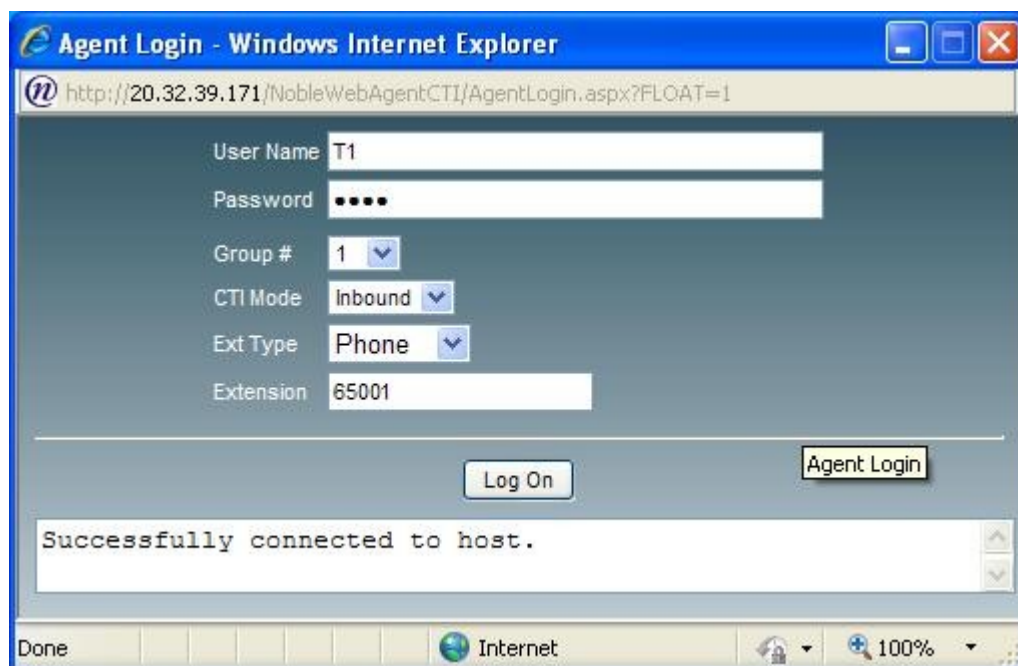 Agent Login - Windows Internet Explorer
http://20.32.39.171/NobleWebAgentCTI/AgentLogin.aspx?FLOAT=1
User Name T1
Password ••••
Group # 1
CTI Mode Inbound
Ext Type Phone
Extension 65001
Agent Login
Log On
Successfully connected to host.
Done Internet 100%